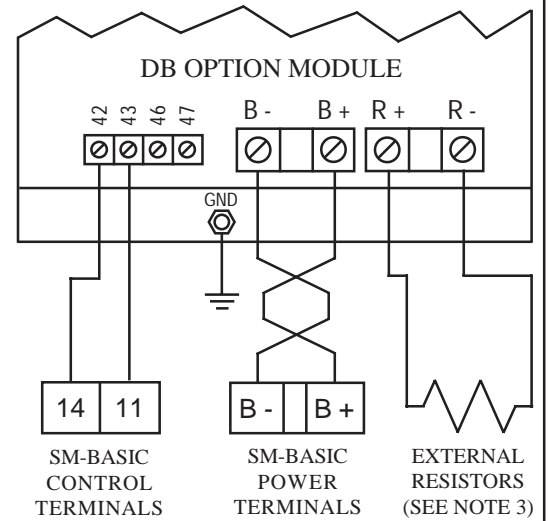 DB OPTION MODULE
42 43 46 47
B - B + R + R -
GND
14 11
B - B +
SM-BASIC
CONTROL
TERMINALS
SM-BASIC
POWER
TERMINALS
EXTERNAL
RESISTORS
(SEE NOTE 3)